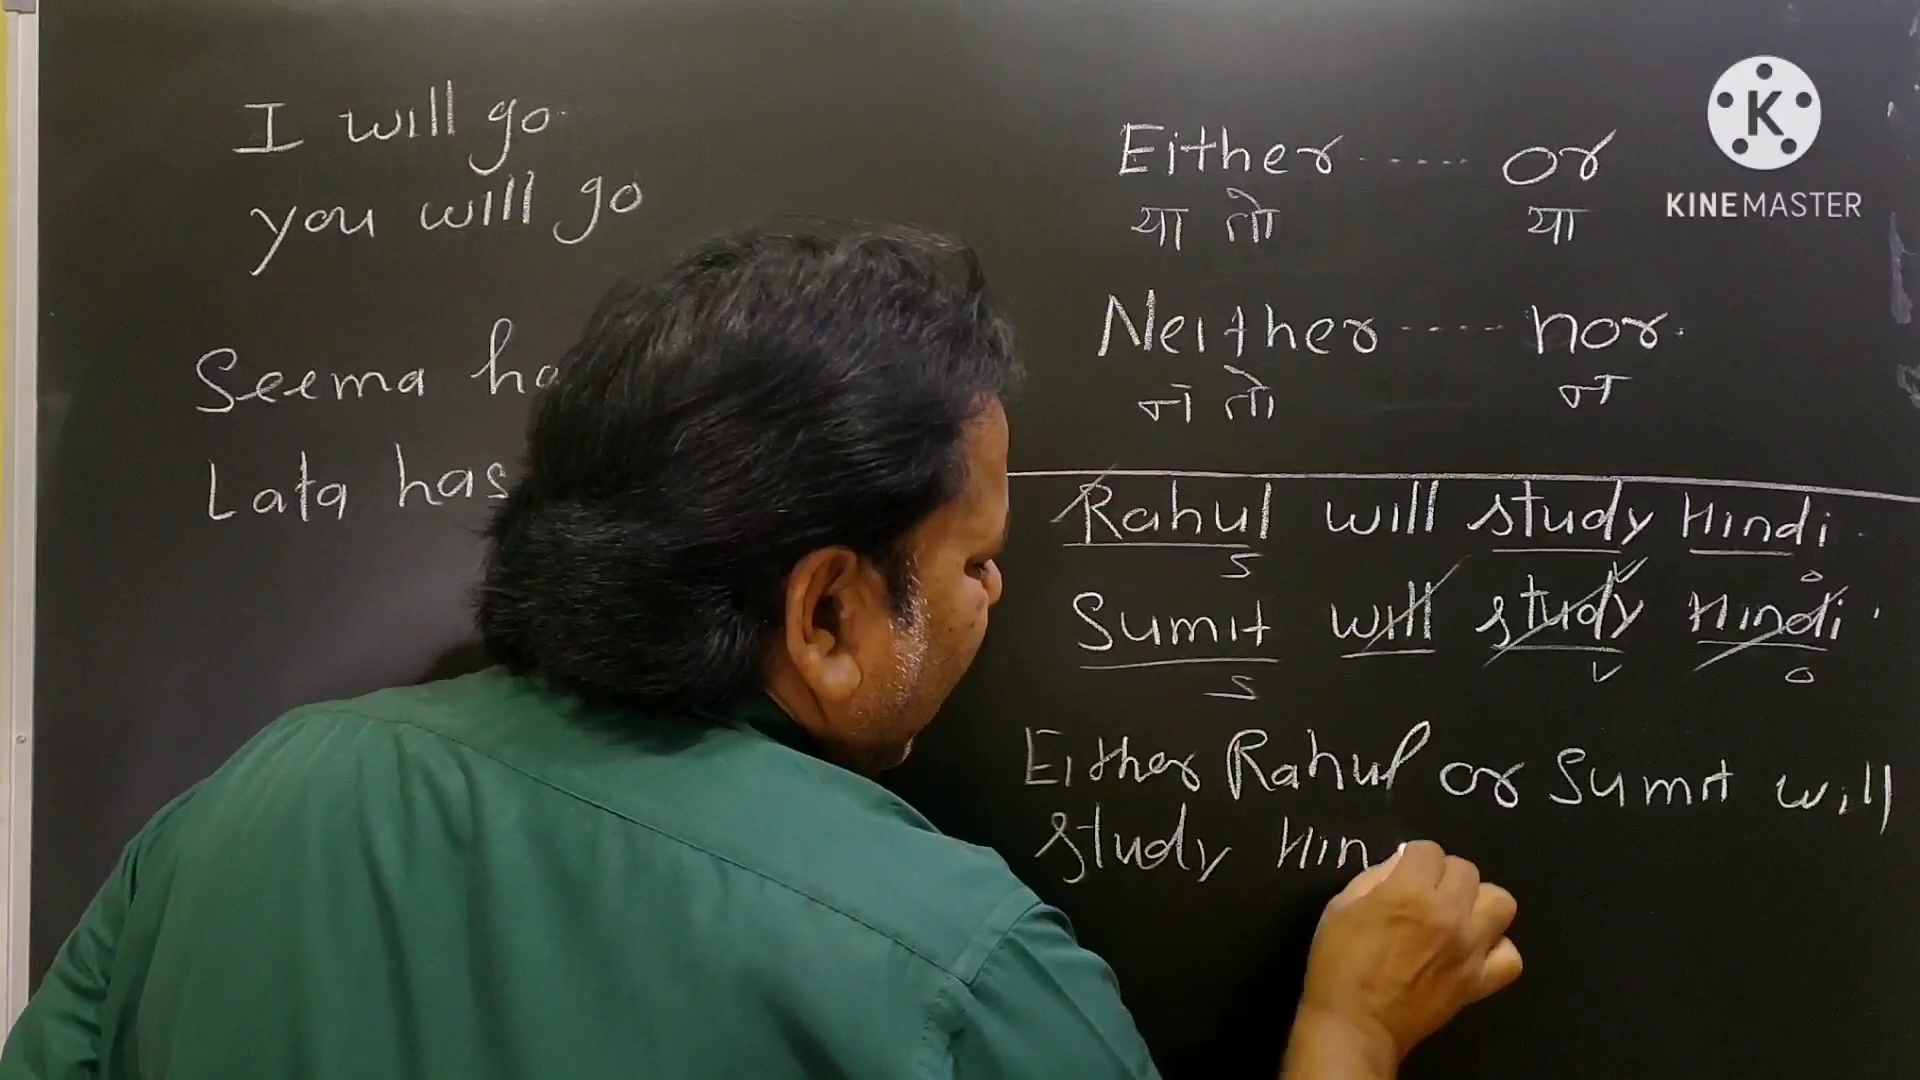 I will go
you will go
Seema ha
Lata has
Either ..... or
या तो या
Neither ..... nor.
न तो न
Rahul will study Hindi.
S V O
Sumit will study Hindi.
S V O
Either Rahul or Sumit will
study Hin
K
KINEMASTER